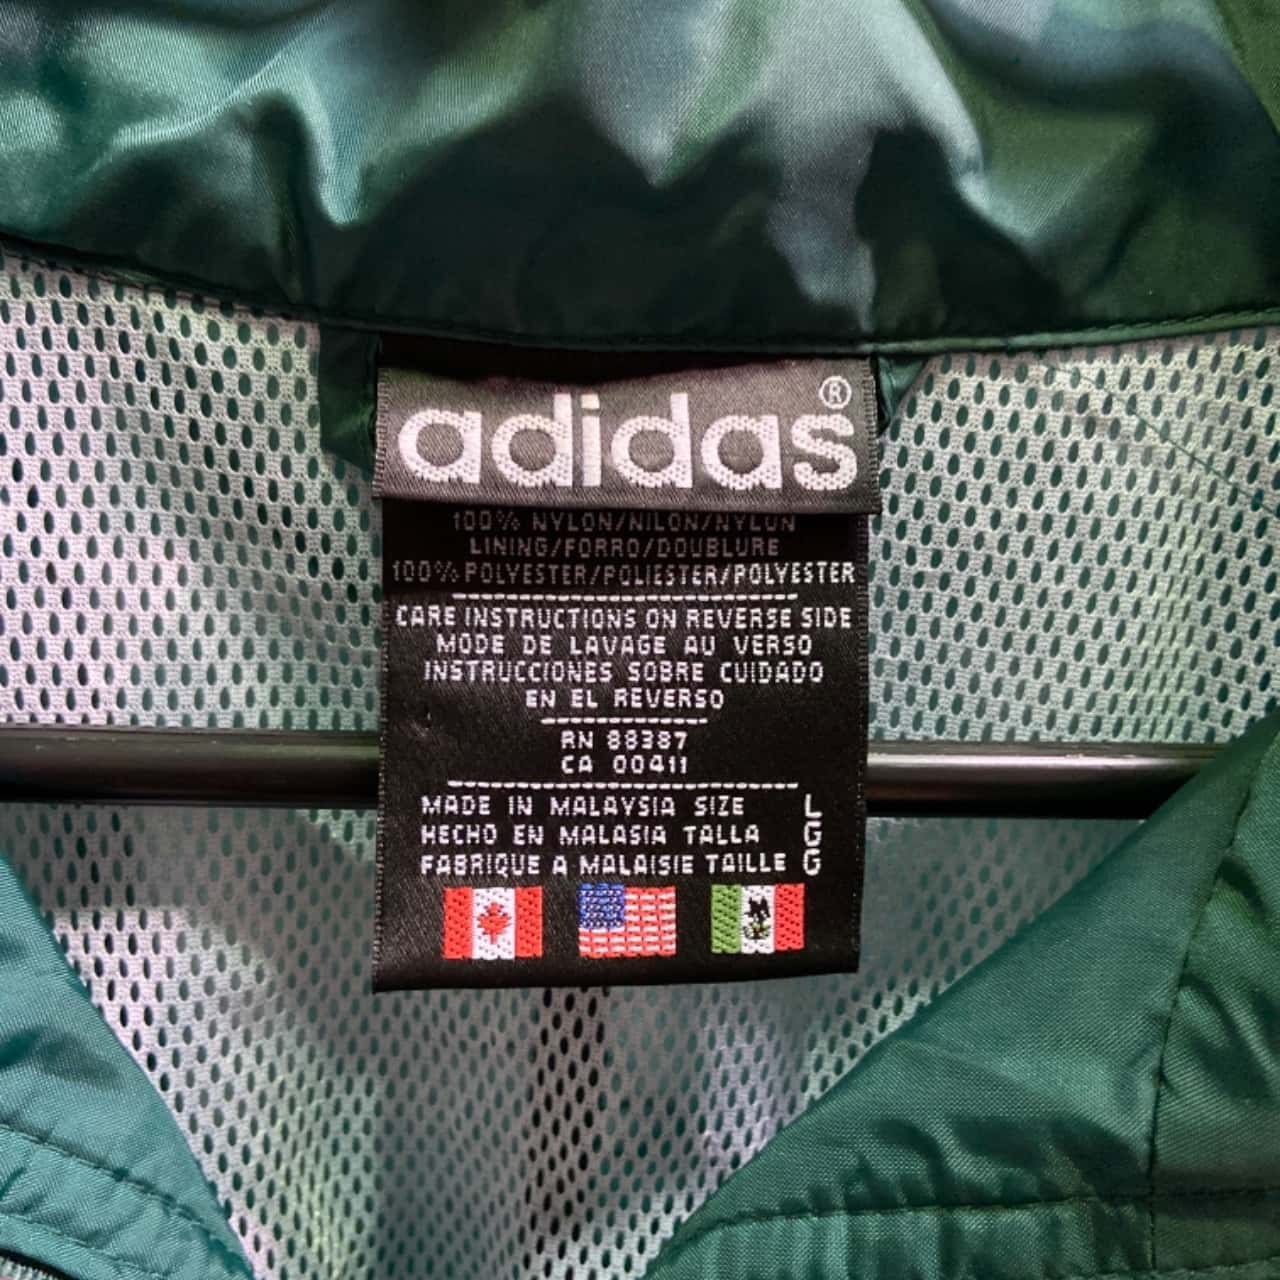 adidas®
100% NYLON/NILON/NYLON
LINING/FORRO/DOUBLURE
100% POLYESTER/POLIESTER/POLYESTER
CARE INSTRUCTIONS ON REVERSE SIDE
MODE DE LAVAGE AU VERSO
INSTRUCCIONES SOBRE CUIDADO
EN EL REVERSO
RN 88387
CA 00411
MADE IN MALAYSIA SIZE L
HECHO EN MALASIA TALLA G
FABRIQUE A MALAISIE TAILLE G